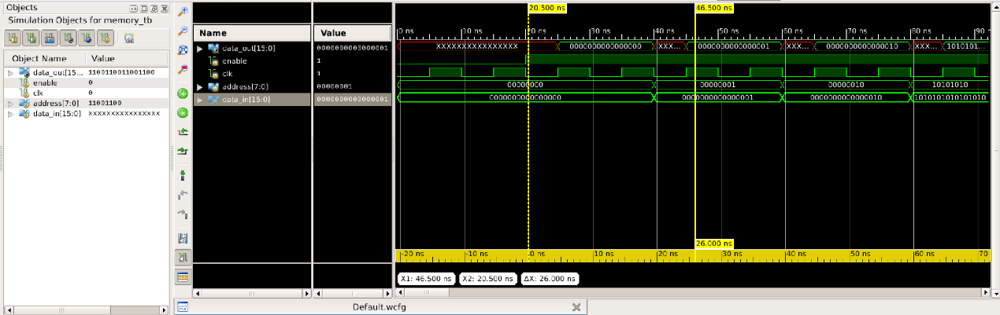 Objects
Simulation Objects for memory_tb
Object Name Value
data_out[15... 1100110011001100
enable 0
clk 0
address[7:0] 11001100
data_in[15:0] XXXXXXXXXXXXXXXX
Name Value
data_out[15:0] 0000000000000001
enable 1
clk 1
address[7:0] 00000001
data_in[15:0] 0000000000000001
20.500 ns 46.500 ns
0 ns 10 ns 20 ns 30 ns 40 ns 50 ns 60 ns 70 ns 80 ns 90 n
XXXXXXXXXXXXXXXX 0000000000000000 XXX... 0000000000000001 XXX... 0000000000000010 XXX... 1010101...
00000000 00000001 00000010 10101010
0000000000000000 0000000000000001 0000000000000010 1010101010101010
26.000 ns
-20 ns -10 ns 0 ns 10 ns 20 ns 30 ns 40 ns 50 ns 60 ns 70
X1: 46.500 ns X2: 20.500 ns ΔX: 26.000 ns
Default.wcfg